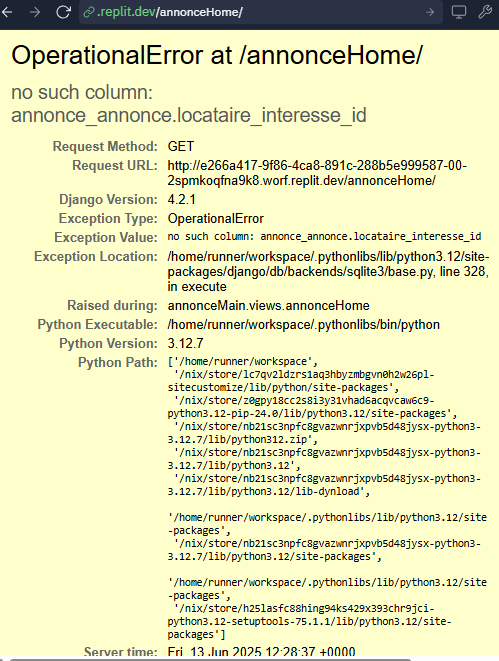 .replit.dev/annonceHome/
OperationalError at /annonceHome/
no such column:
annonce_annonce.locataire_interesse_id
Request Method: GET
Request URL: http://e266a417-9f86-4ca8-891c-288b5e999587-00-
2spmkoqfna9k8.worf.replit.dev/annonceHome/
Django Version: 4.2.1
Exception Type: OperationalError
Exception Value: no such column: annonce_annonce.locataire_interesse_id
Exception Location: /home/runner/workspace/.pythonlibs/lib/python3.12/site-
packages/django/db/backends/sqlite3/base.py, line 328,
in execute
Raised during: annonceMain.views.annonceHome
Python Executable: /home/runner/workspace/.pythonlibs/bin/python
Python Version: 3.12.7
Python Path: ['/home/runner/workspace',
'/nix/store/lc7qv2ldzrs1aq3hbyzmbgvn0h2w26pl-
sitecustomize/lib/python/site-packages',
'/nix/store/z0gpy18cc2s8i3y31vhad6acqvcaw6c9-
python3.12-pip-24.0/lib/python3.12/site-packages',
'/nix/store/nb21sc3npfc8gvazwnrjxpvb5d48jysx-python3-
3.12.7/lib/python312.zip',
'/nix/store/nb21sc3npfc8gvazwnrjxpvb5d48jysx-python3-
3.12.7/lib/python3.12',
'/nix/store/nb21sc3npfc8gvazwnrjxpvb5d48jysx-python3-
3.12.7/lib/python3.12/lib-dynload',
'/home/runner/workspace/.pythonlibs/lib/python3.12/site
-packages',
'/nix/store/nb21sc3npfc8gvazwnrjxpvb5d48jysx-python3-
3.12.7/lib/python3.12/site-packages',
'/home/runner/workspace/.pythonlibs/lib/python3.12/site
-packages',
'/nix/store/h25lasfc88hing94ks429x393chr9jci-
python3.12-setuptools-75.1.1/lib/python3.12/site-
packages']
Server time: Fri, 13 Jun 2025 12:28:37 +0000